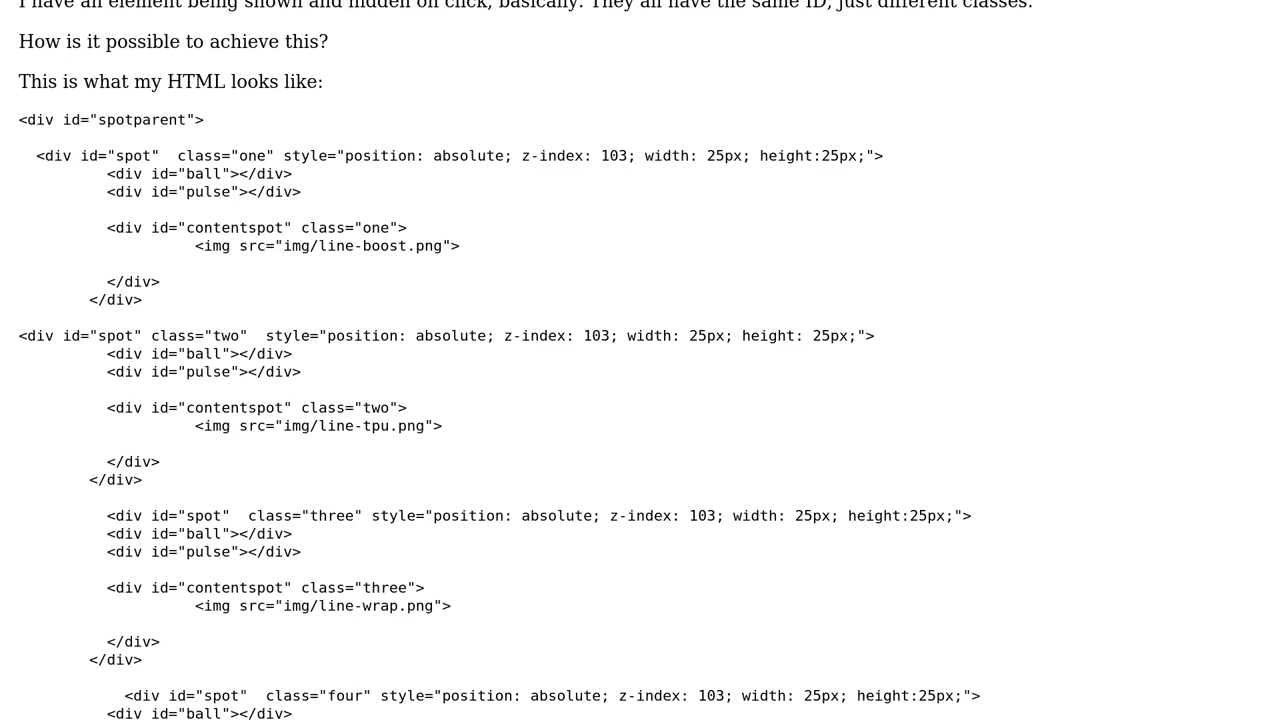 I have an element being shown and hidden on click, basically. They all have the same ID, just different classes.
How is it possible to achieve this?
This is what my HTML looks like:
<div id="spotparent">
<div id="spot"  class="one" style="position: absolute; z-index: 103; width: 25px; height:25px;">
<div id="ball"></div>
<div id="pulse"></div>
<div id="contentspot" class="one">
<img src="img/line-boost.png">
</div>
</div>
<div id="spot" class="two"  style="position: absolute; z-index: 103; width: 25px; height: 25px;">
<div id="ball"></div>
<div id="pulse"></div>
<div id="contentspot" class="two">
<img src="img/line-tpu.png">
</div>
</div>
<div id="spot"  class="three" style="position: absolute; z-index: 103; width: 25px; height:25px;">
<div id="ball"></div>
<div id="pulse"></div>
<div id="contentspot" class="three">
<img src="img/line-wrap.png">
</div>
</div>
<div id="spot"  class="four" style="position: absolute; z-index: 103; width: 25px; height:25px;">
<div id="ball"></div>